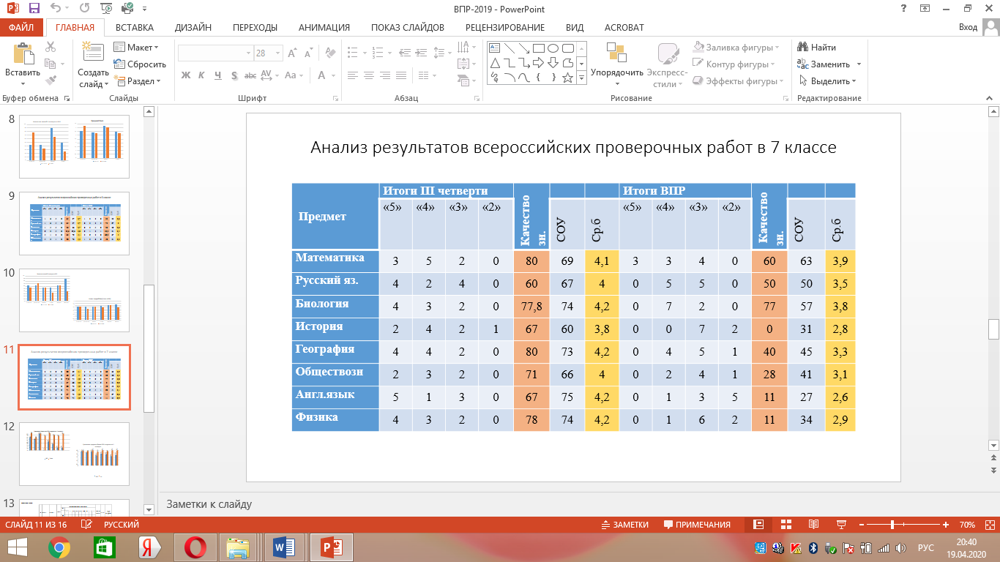 ВПР-2019 - PowerPoint
ФАЙЛ ГЛАВНАЯ ВСТАВКА ДИЗАЙН ПЕРЕХОДЫ АНИМАЦИЯ ПОКАЗ СЛАЙДОВ РЕЦЕНЗИРОВАНИЕ ВИД ACROBAT Вход
Вставить
Буфер обмена
Создать слайд
Макет
Сбросить
Раздел
Слайды
28
Ж К Ч S abc AV Aa A
Шрифт
Абзац
Упорядочить
Экспресс-стили
Заливка фигуры
Контур фигуры
Эффекты фигуры
Рисование
Найти
Заменить
Выделить
Редактирование
8
9
10
11
12
13
Анализ результатов всероссийских проверочных работ в 7 классе
Предмет Итоги III четверти Качество зн. СОУ Ср.б Итоги ВПР Качество зн. СОУ Ср.б
«5» «4» «3» «2» «5» «4» «3» «2»
Математика 3 5 2 0 80 69 4,1 3 3 4 0 60 63 3,9
Русский яз. 4 2 4 0 60 67 4 0 5 5 0 50 50 3,5
Биология 4 3 2 0 77,8 74 4,2 0 7 2 0 77 57 3,8
История 2 4 2 1 67 60 3,8 0 0 7 2 0 31 2,8
География 4 4 2 0 80 73 4,2 0 4 5 1 40 45 3,3
Обществозн 2 3 2 0 71 66 4 0 2 4 1 28 41 3,1
Англ.язык 5 1 3 0 67 75 4,2 0 1 3 5 11 27 2,6
Физика 4 3 2 0 78 74 4,2 0 1 6 2 11 34 2,9
Заметки к слайду
СЛАЙД 11 ИЗ 16 РУССКИЙ ЗАМЕТКИ ПРИМЕЧАНИЯ 70%
РУС
20:40
19.04.2020